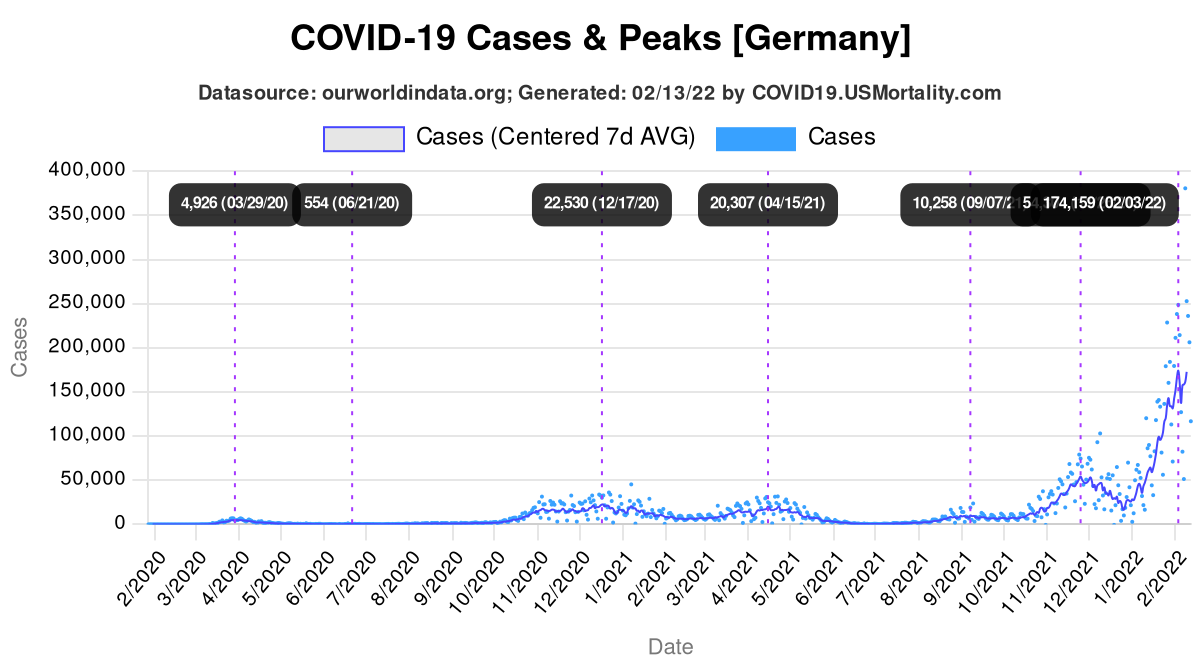 COVID-19 Cases & Peaks [Germany]
Datasource: ourworldindata.org; Generated: 02/13/22 by COVID19.USMortality.com
Cases (Centered 7d AVG) Cases
400,000
350,000
300,000
250,000
200,000
150,000
100,000
50,000
0
Cases
4,926 (03/29/20) 554 (06/21/20) 22,530 (12/17/20) 20,307 (04/15/21) 10,258 (09/07/21 54, 174,159 (02/03/22)
2/2020 3/2020 4/2020 5/2020 6/2020 7/2020 8/2020 9/2020 10/2020 11/2020 12/2020 1/2021 2/2021 3/2021 4/2021 5/2021 6/2021 7/2021 8/2021 9/2021 10/2021 11/2021 12/2021 1/2022 2/2022
Date